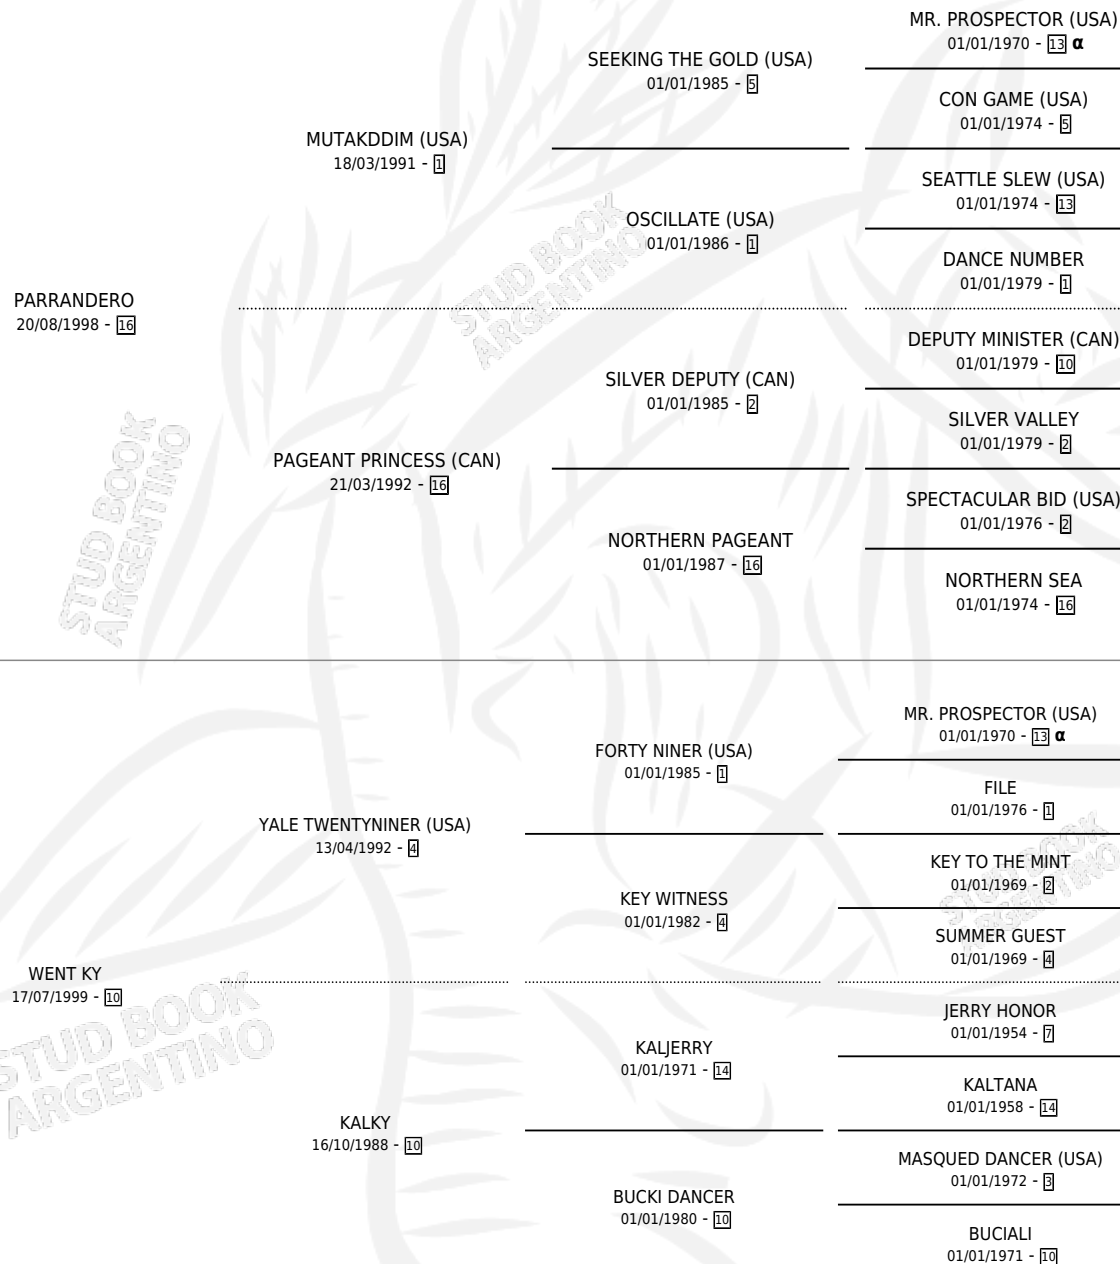 MR. PROSPECTOR (USA)
01/01/1970 - 13 α
SEEKING THE GOLD (USA)
01/01/1985 - 5
CON GAME (USA)
01/01/1974 - 5
MUTAKDDIM (USA)
18/03/1991 - 1
SEATTLE SLEW (USA)
01/01/1974 - 13
OSCILLATE (USA)
01/01/1986 - 1
DANCE NUMBER
01/01/1979 - 1
PARRANDERO
20/08/1998 - 16
DEPUTY MINISTER (CAN)
01/01/1979 - 10
SILVER DEPUTY (CAN)
01/01/1985 - 2
SILVER VALLEY
01/01/1979 - 2
PAGEANT PRINCESS (CAN)
21/03/1992 - 16
SPECTACULAR BID (USA)
01/01/1976 - 2
NORTHERN PAGEANT
01/01/1987 - 16
NORTHERN SEA
01/01/1974 - 16
MR. PROSPECTOR (USA)
01/01/1970 - 13 α
FORTY NINER (USA)
01/01/1985 - 1
FILE
01/01/1976 - 1
YALE TWENTYNINER (USA)
13/04/1992 - 4
KEY TO THE MINT
01/01/1969 - 2
KEY WITNESS
01/01/1982 - 4
SUMMER GUEST
01/01/1969 - 4
WENT KY
17/07/1999 - 10
JERRY HONOR
01/01/1954 - 7
KALJERRY
01/01/1971 - 14
KALTANA
01/01/1958 - 14
KALKY
16/10/1988 - 10
MASQUED DANCER (USA)
01/01/1972 - 3
BUCKI DANCER
01/01/1980 - 10
BUCIALI
01/01/1971 - 10
STUD BOOK
ARGENTINO
STUD BOOK
ARGENTINO
STUD BOOK
ARGENTINO
STUD BOOK
ARGENTINO